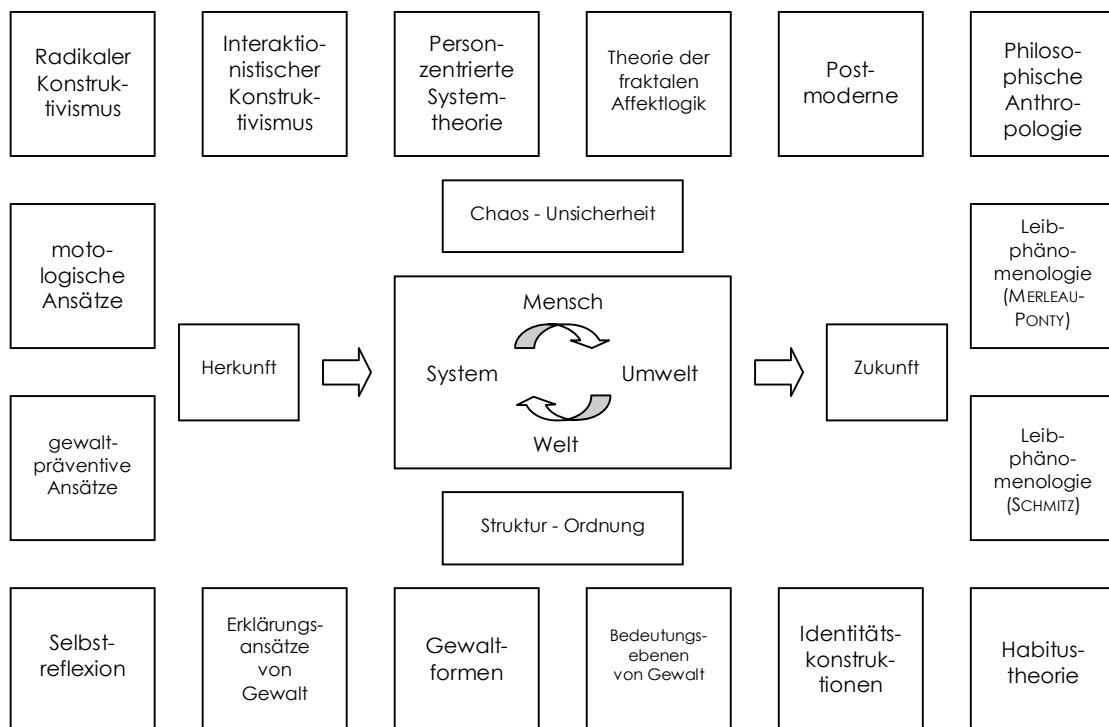 Radikaler
Konstruk-
tivismus
Interaktio-
nistischer
Konstruk-
tivismus
Person-
zentrierte
System-
theorie
Theorie der
fraktalen
Affektlogik
Post-
moderne
Philoso-
phische
Anthro-
pologie
Chaos - Unsicherheit
moto-
logische
Ansätze
Leib-
phäno-
menologie
(MERLEAU-
PONTY)
Herkunft
Mensch
System
Umwelt
Welt
Zukunft
gewalt-
präventive
Ansätze
Leib-
phäno-
menologie
(SCHMITZ)
Struktur - Ordnung
Selbst-
reflexion
Erklärungs-
ansätze
von
Gewalt
Gewalt-
formen
Bedeutungs-
ebenen
von Gewalt
Identitäts-
konstruk-
tionen
Habitus-
theorie